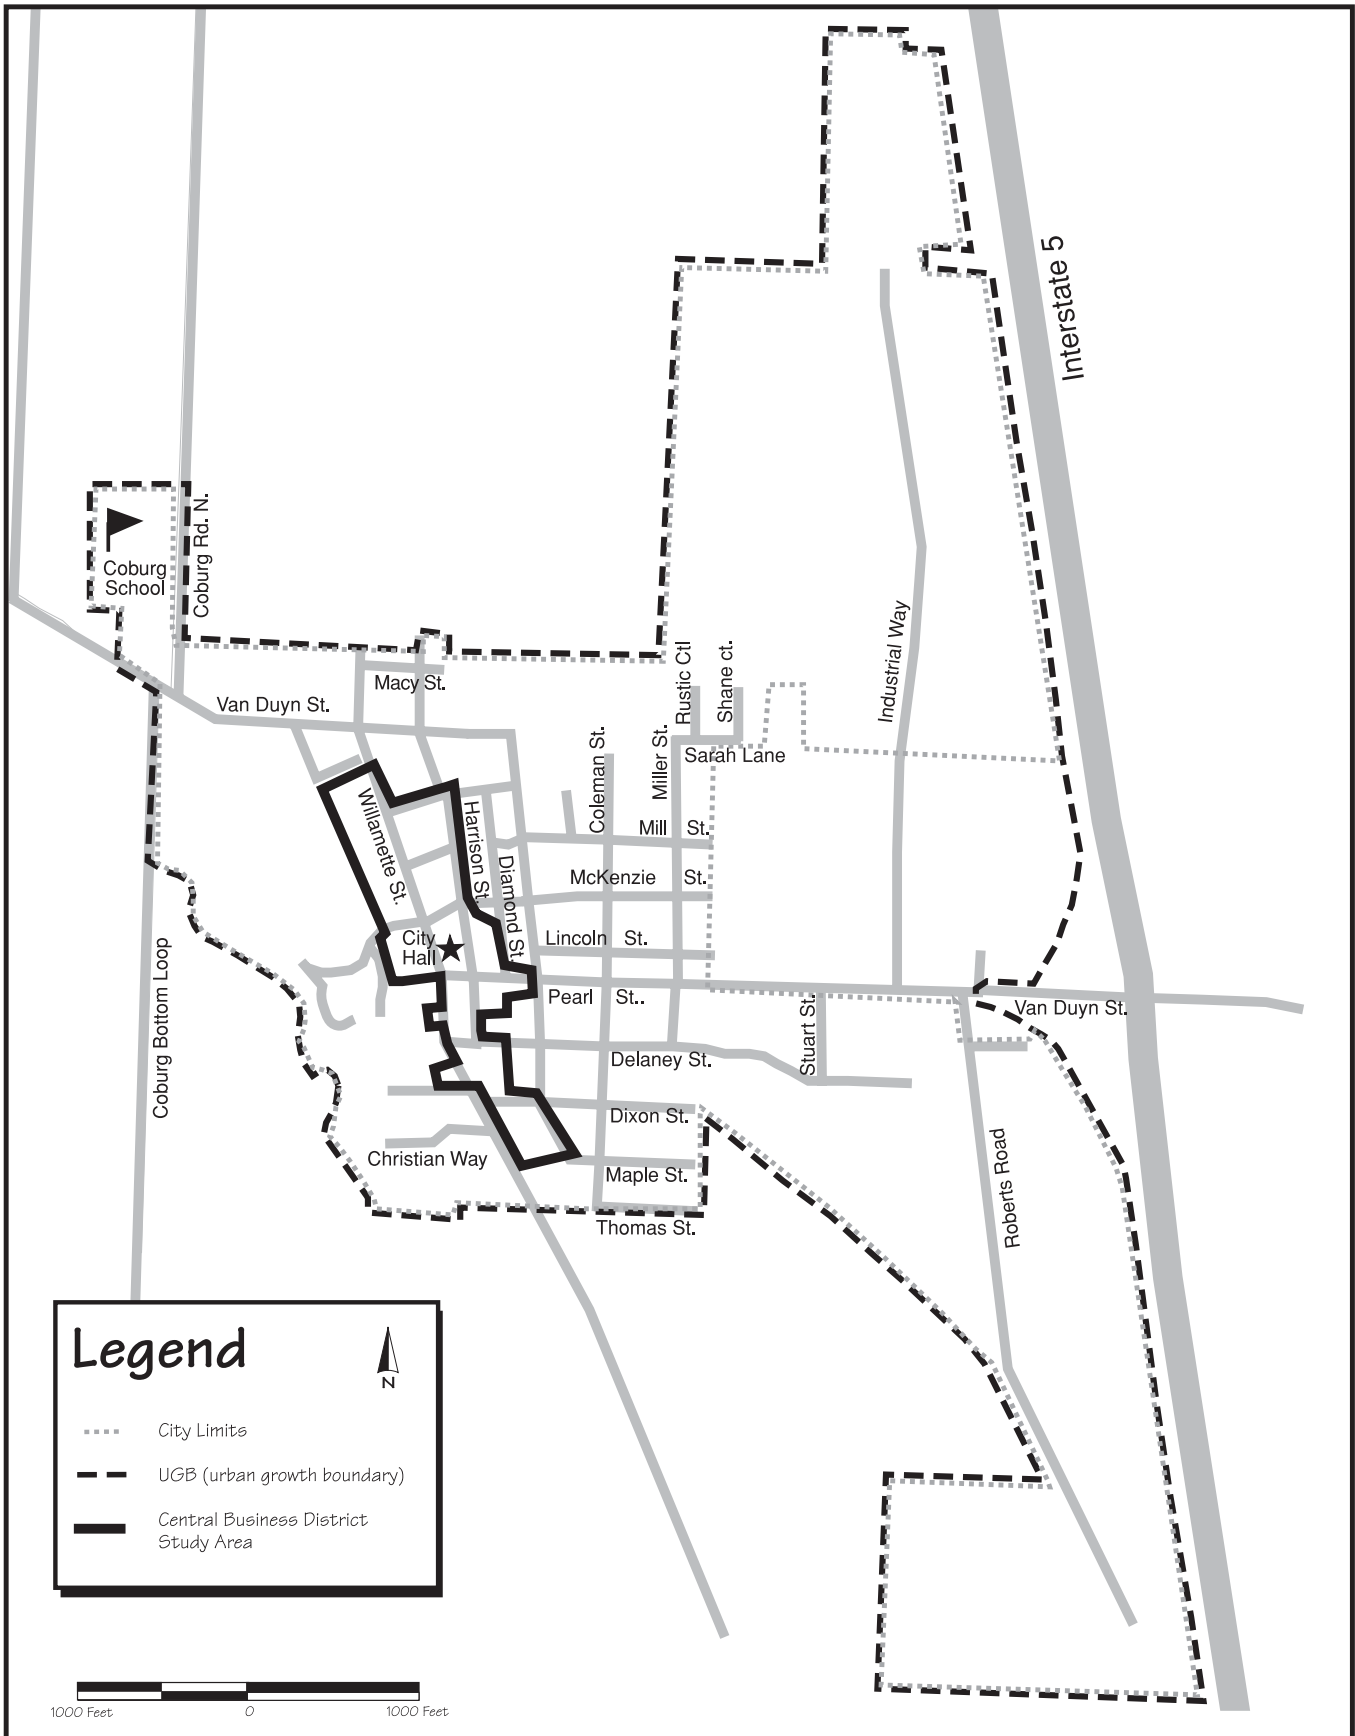 Interstate 5
Coburg Rd. N.
Coburg
School
Industrial Way
Rustic Ctl
Shane ct.
Macy St.
Van Duyn St.
Coleman St.
Miller St.
Sarah Lane
Willamette St.
Harrison St.
Mill St.
Diamond St.
McKenzie St.
City
Hall
Lincoln St.
Coburg Bottom Loop
Pearl St..
Stuart St.
Van Duyn St.
Delaney St.
Dixon St.
Christian Way
Maple St.
Roberts Road
Thomas St.
Legend
N
City Limits
UGB (urban growth boundary)
Central Business District
Study Area
1000 Feet 0 1000 Feet